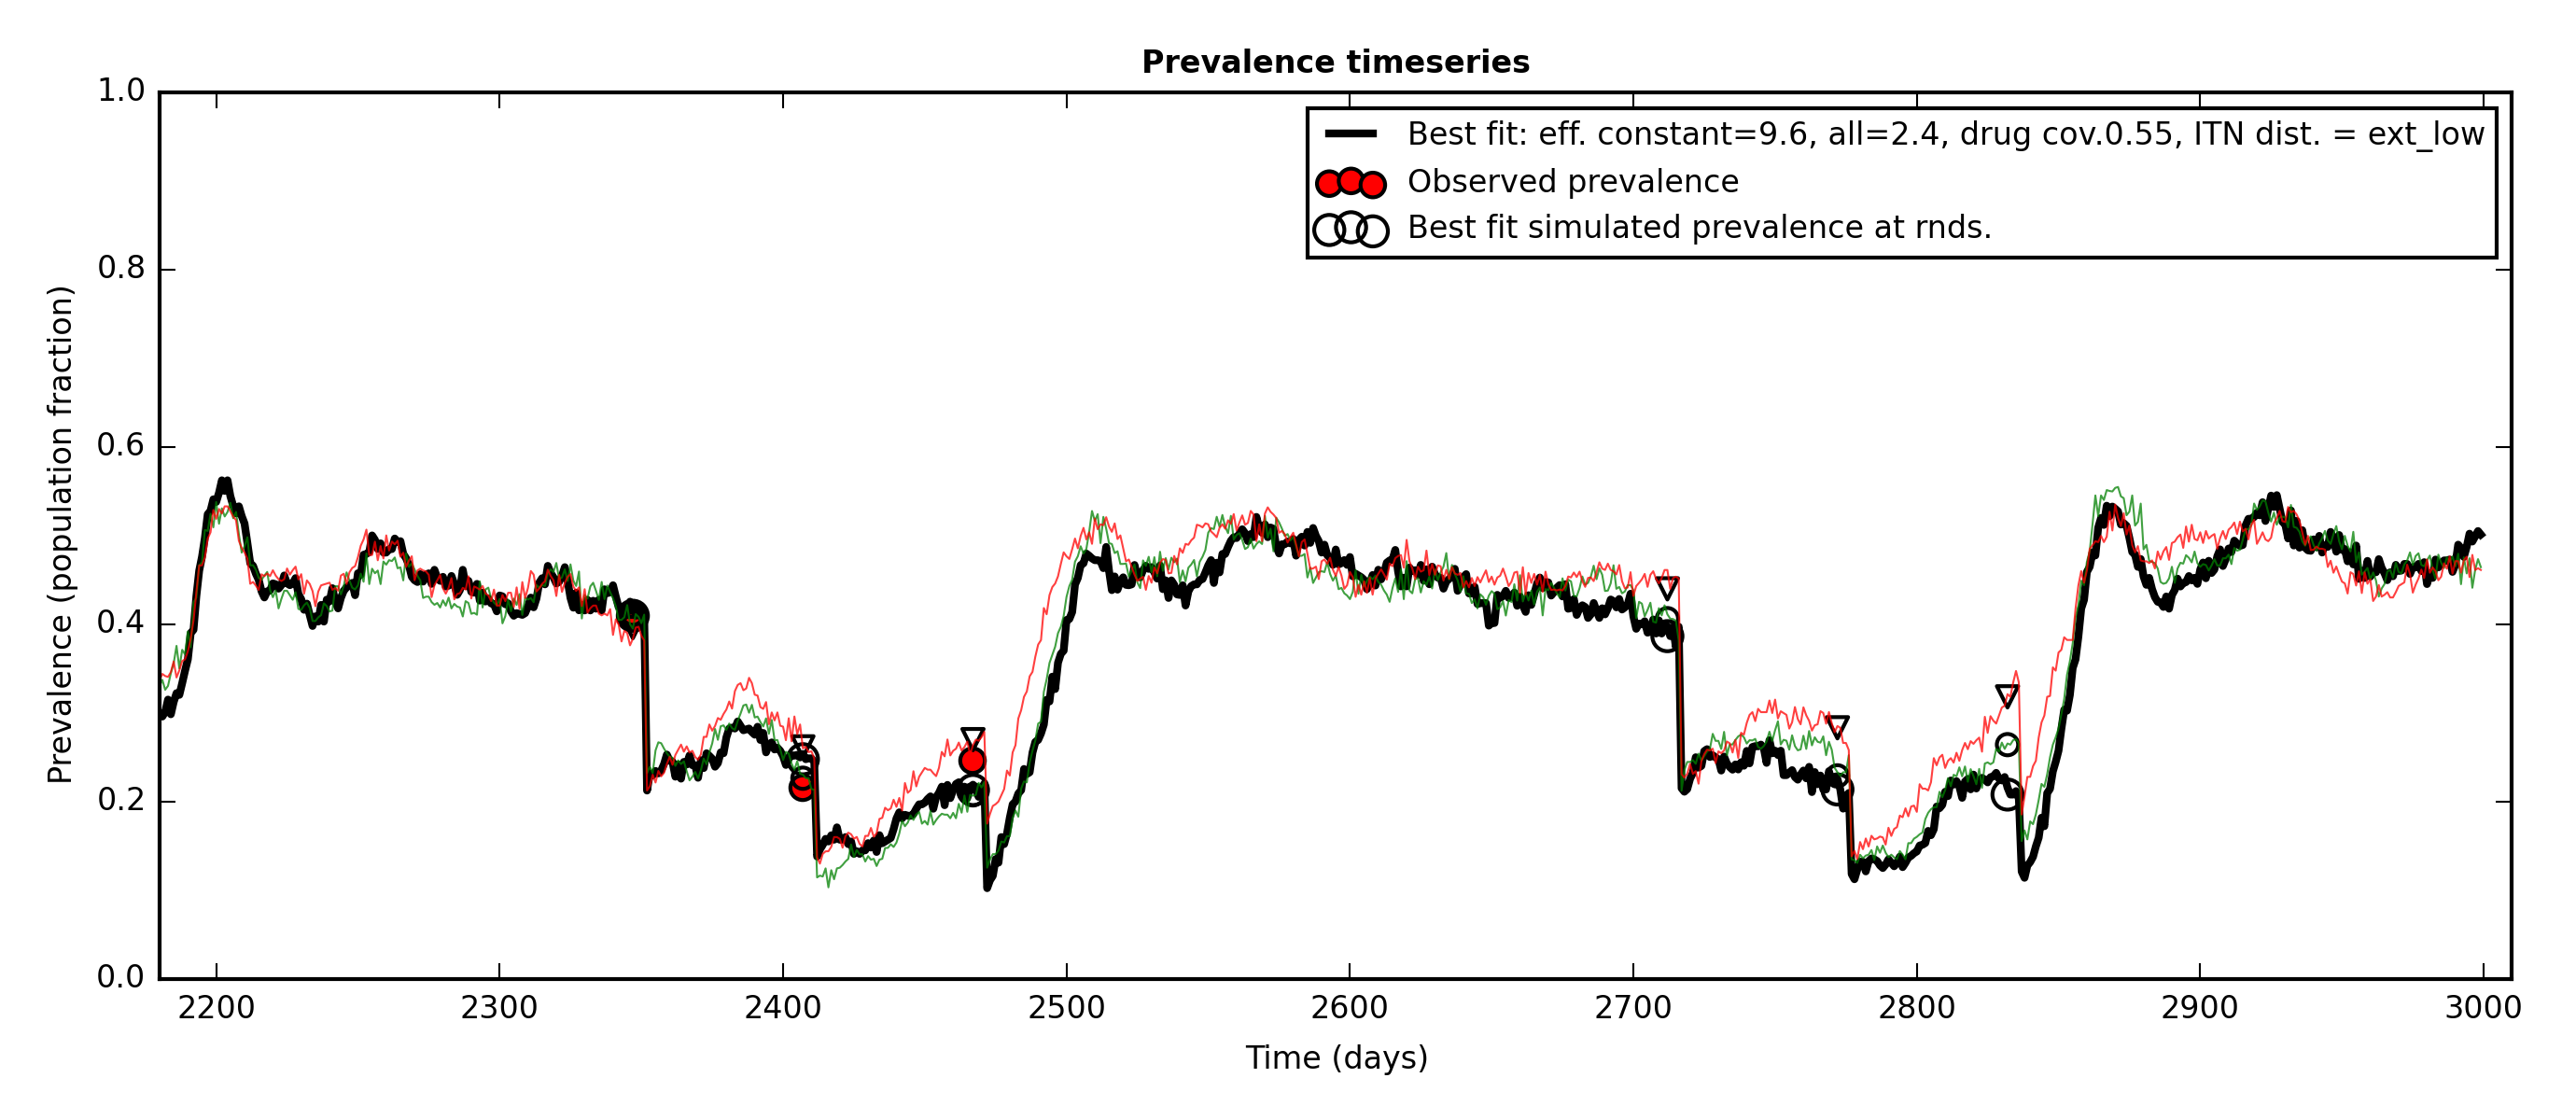 Prevalence timeseries
1.0
0.8
0.6
0.4
0.2
0.0
Prevalence (population fraction)
Best fit: eff. constant=9.6, all=2.4, drug cov.0.55, ITN dist. = ext_low
Observed prevalence
Best fit simulated prevalence at rnds.
2200 2300 2400 2500 2600 2700 2800 2900 3000
Time (days)